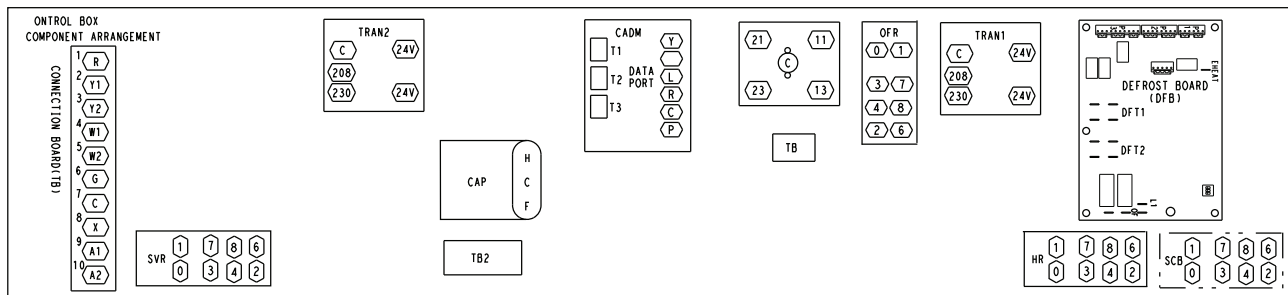 ONTROL BOX
COMPONENT ARRANGEMENT
CONNECTION BOARD(TB)
1 R
2 Y1
3 Y2
4 W1
5 W2
6 G
7 C
8 X
9 A1
10 A2
SVR
1 7 8 6
0 3 4 2
TRAN2
C 24V
208
230 24V
CAP
H
C
F
TB2
CADM
T1
T2
T3
DATA
PORT
Y
L
R
C
P
21 11
C
23 13
TB
OFR
0 1
3 7
4 8
2 6
TRAN1
C 24V
208
230 24V
EHEAT
DEFROST BOARD
(DFB)
DFT1
DFT2
L1
HR
1 7 8 6
0 3 4 2
SCB
1 7 8 6
0 3 4 2